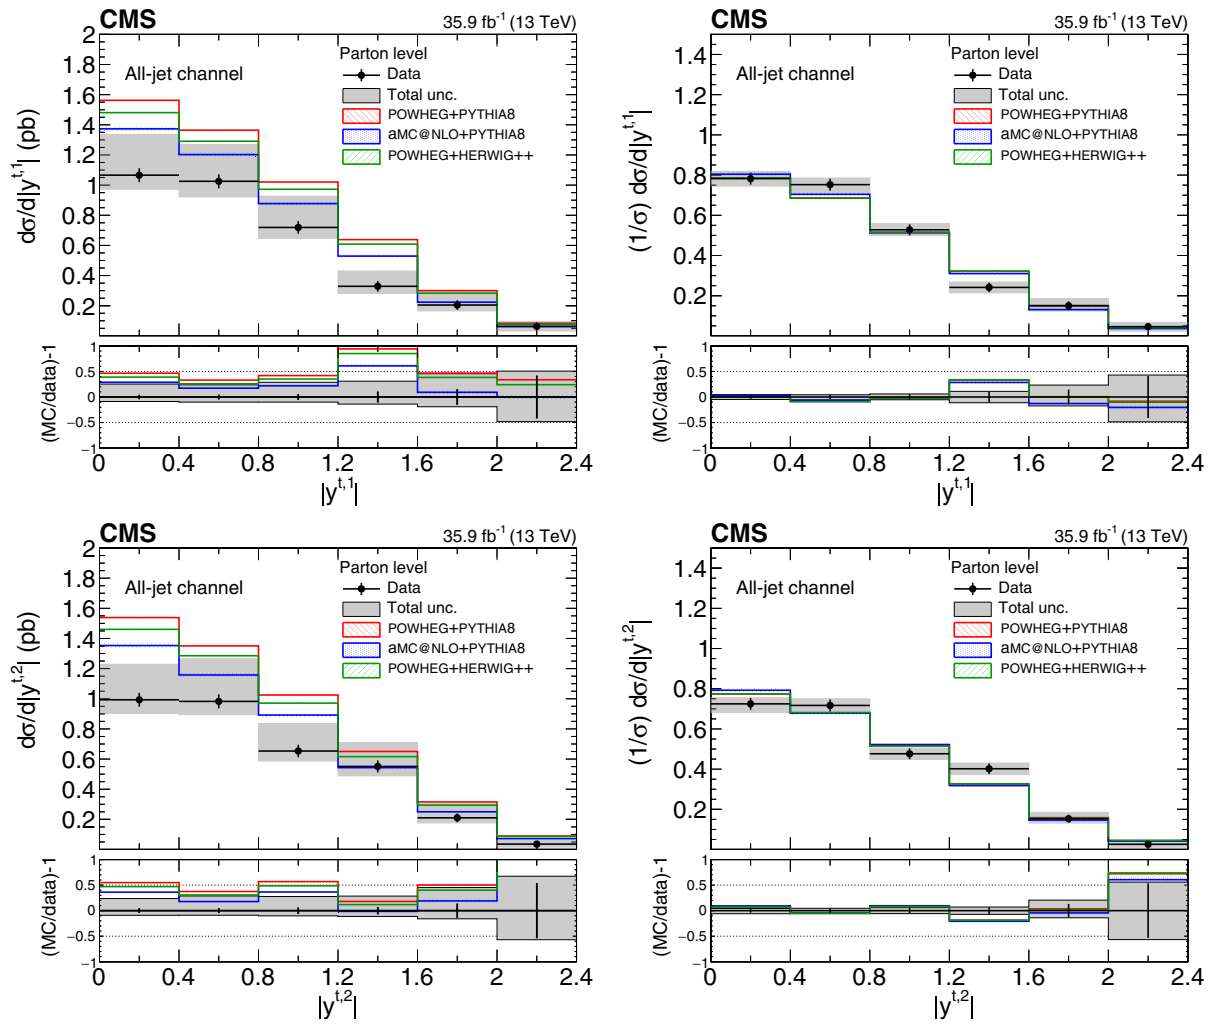 CMS 35.9 fb⁻¹ (13 TeV)
dσ/d|y^{t,1}| (pb)
2
1.8
1.6
1.4
1.2
1
0.8
0.6
0.4
0.2
All-jet channel
Parton level
Data
Total unc.
POWHEG+PYTHIA8
aMC@NLO+PYTHIA8
POWHEG+HERWIG++
(MC/data)-1
1
0.5
0
−0.5
−1
0 0.4 0.8 1.2 1.6 2 2.4
|y^{t,1}|
CMS 35.9 fb⁻¹ (13 TeV)
(1/σ) dσ/d|y^{t,1}|
1.4
1.2
1
0.8
0.6
0.4
0.2
All-jet channel
Parton level
Data
Total unc.
POWHEG+PYTHIA8
aMC@NLO+PYTHIA8
POWHEG+HERWIG++
(MC/data)-1
1
0.5
0
−0.5
−1
0 0.4 0.8 1.2 1.6 2 2.4
|y^{t,1}|
CMS 35.9 fb⁻¹ (13 TeV)
dσ/d|y^{t,2}| (pb)
2
1.8
1.6
1.4
1.2
1
0.8
0.6
0.4
0.2
All-jet channel
Parton level
Data
Total unc.
POWHEG+PYTHIA8
aMC@NLO+PYTHIA8
POWHEG+HERWIG++
(MC/data)-1
1
0.5
0
−0.5
−1
0 0.4 0.8 1.2 1.6 2 2.4
|y^{t,2}|
CMS 35.9 fb⁻¹ (13 TeV)
(1/σ) dσ/d|y^{t,2}|
1.4
1.2
1
0.8
0.6
0.4
0.2
All-jet channel
Parton level
Data
Total unc.
POWHEG+PYTHIA8
aMC@NLO+PYTHIA8
POWHEG+HERWIG++
(MC/data)-1
1
0.5
0
−0.5
−1
0 0.4 0.8 1.2 1.6 2 2.4
|y^{t,2}|